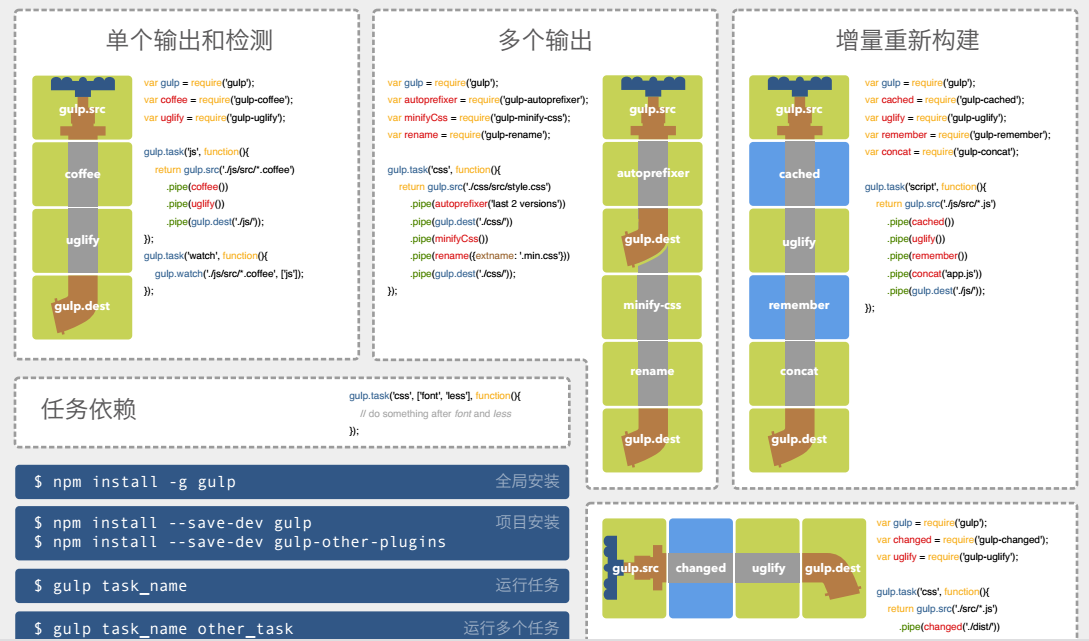 单个输出和检测
gulp.src
coffee
uglify
gulp.dest
var gulp = require('gulp');
var coffee = require('gulp-coffee');
var uglify = require('gulp-uglify');
gulp.task('js', function(){
return gulp.src('./js/src/*.coffee')
.pipe(coffee())
.pipe(uglify())
.pipe(gulp.dest('./js/'));
});
gulp.task('watch', function(){
gulp.watch('./js/src/*.coffee', ['js']);
});
多个输出
var gulp = require('gulp');
var autoprefixer = require('gulp-autoprefixer');
var minifyCss = require('gulp-minify-css');
var rename = require('gulp-rename');
gulp.task('css', function(){
return gulp.src('./css/src/style.css')
.pipe(autoprefixer('last 2 versions'))
.pipe(gulp.dest('./css/'))
.pipe(minifyCss())
.pipe(rename({extname: '.min.css'}))
.pipe(gulp.dest('./css/'));
});
gulp.src
autoprefixer
gulp.dest
minify-css
rename
gulp.dest
增量重新构建
gulp.src
cached
uglify
remember
concat
gulp.dest
var gulp = require('gulp');
var cached = require('gulp-cached');
var uglify = require('gulp-uglify');
var remember = require('gulp-remember');
var concat = require('gulp-concat');
gulp.task('script', function(){
return gulp.src('./js/src/*.js')
.pipe(cached())
.pipe(uglify())
.pipe(remember())
.pipe(concat('app.js'))
.pipe(gulp.dest('./js/'));
});
任务依赖
gulp.task('css', ['font', 'less'], function(){
// do something after font and less
});
$ npm install -g gulp 全局安装
$ npm install --save-dev gulp 项目安装
$ npm install --save-dev gulp-other-plugins
$ gulp task_name 运行任务
$ gulp task_name other_task 运行多个任务
gulp.src changed uglify gulp.dest
var gulp = require('gulp');
var changed = require('gulp-changed');
var uglify = require('gulp-uglify');
gulp.task('css', function(){
return gulp.src('./src/*.js')
.pipe(changed('./dist/'))